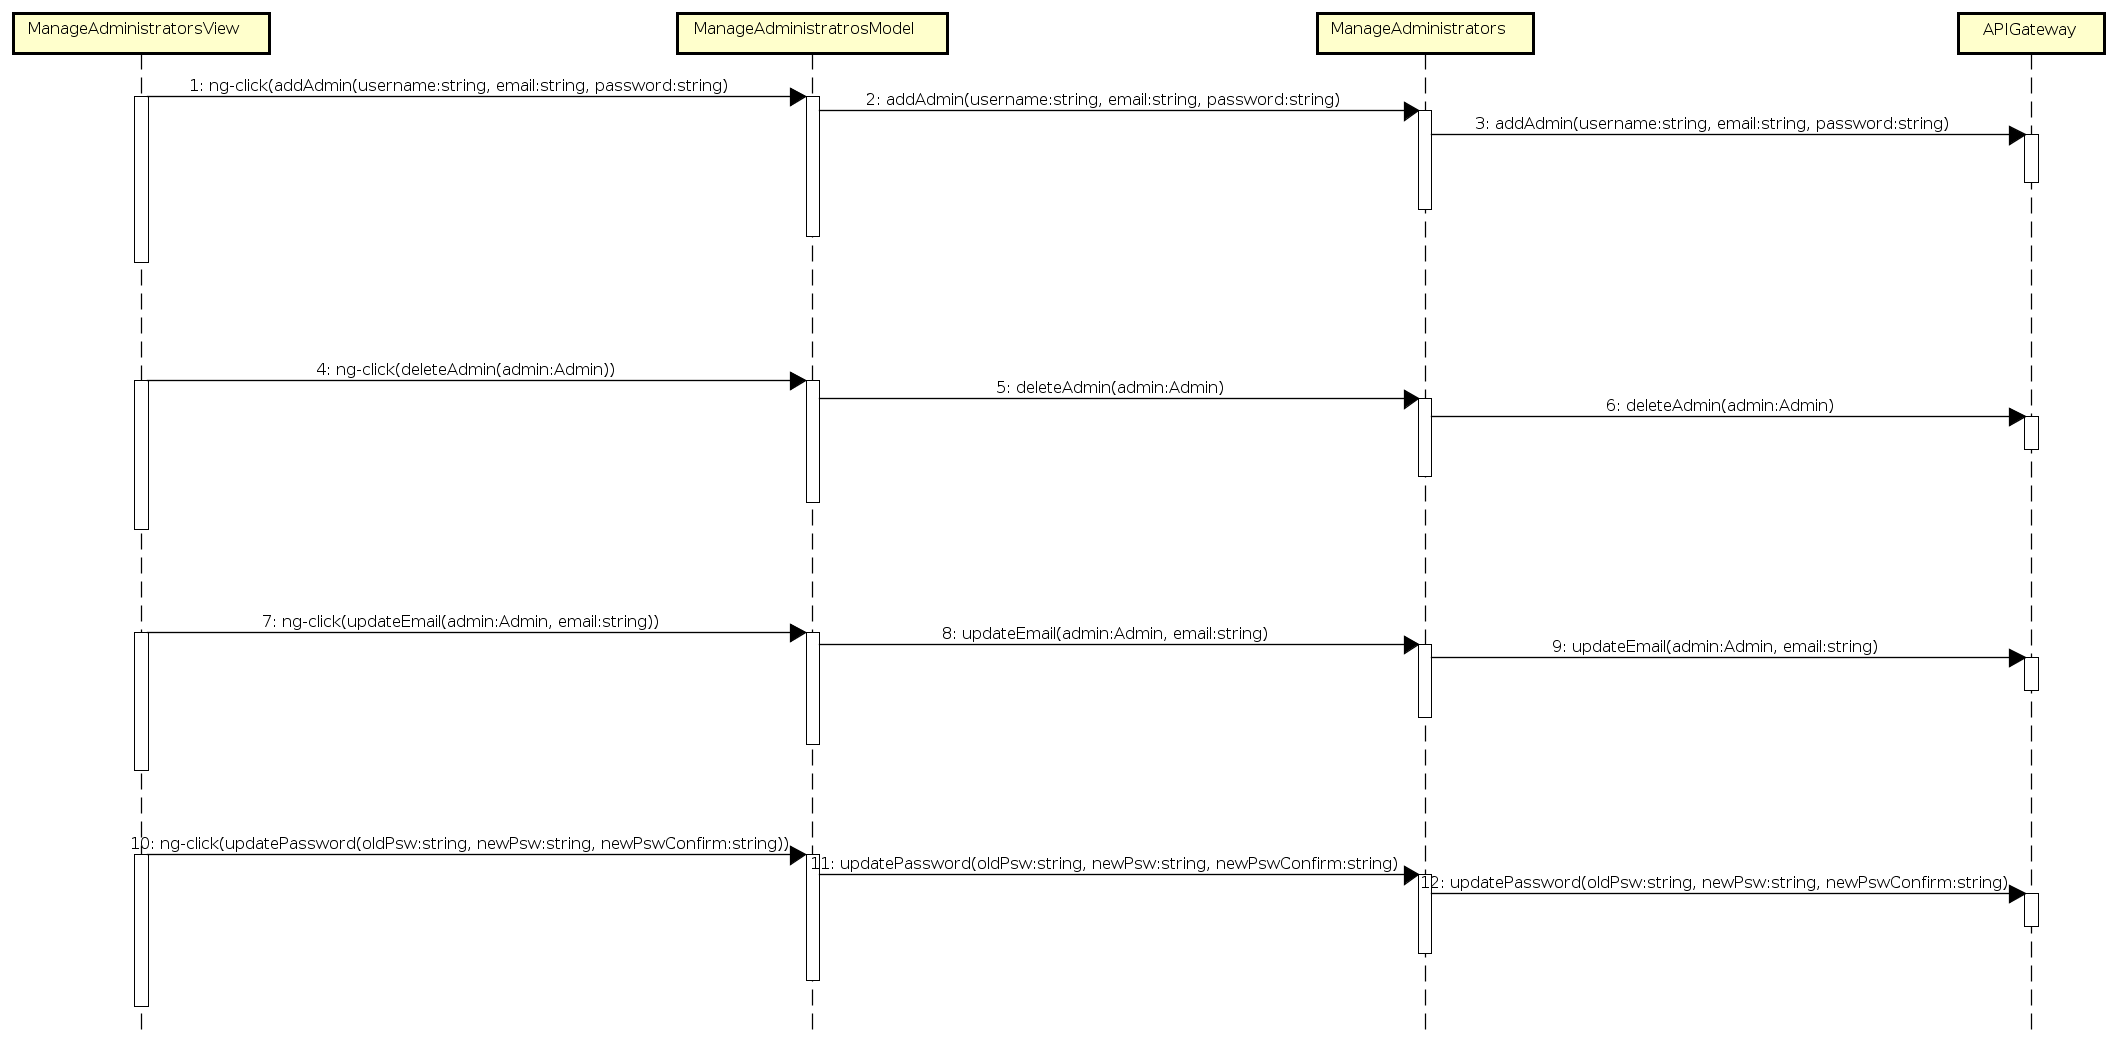 ManageAdministratorsView
ManageAdministratrosModel
ManageAdministrators
APIGateway
1: ng-click(addAdmin(username:string, email:string, password:string)
2: addAdmin(username:string, email:string, password:string)
3: addAdmin(username:string, email:string, password:string)
4: ng-click(deleteAdmin(admin:Admin))
5: deleteAdmin(admin:Admin)
6: deleteAdmin(admin:Admin)
7: ng-click(updateEmail(admin:Admin, email:string))
8: updateEmail(admin:Admin, email:string)
9: updateEmail(admin:Admin, email:string)
10: ng-click(updatePassword(oldPsw:string, newPsw:string, newPswConfirm:string))
11: updatePassword(oldPsw:string, newPsw:string, newPswConfirm:string)
12: updatePassword(oldPsw:string, newPsw:string, newPswConfirm:string)